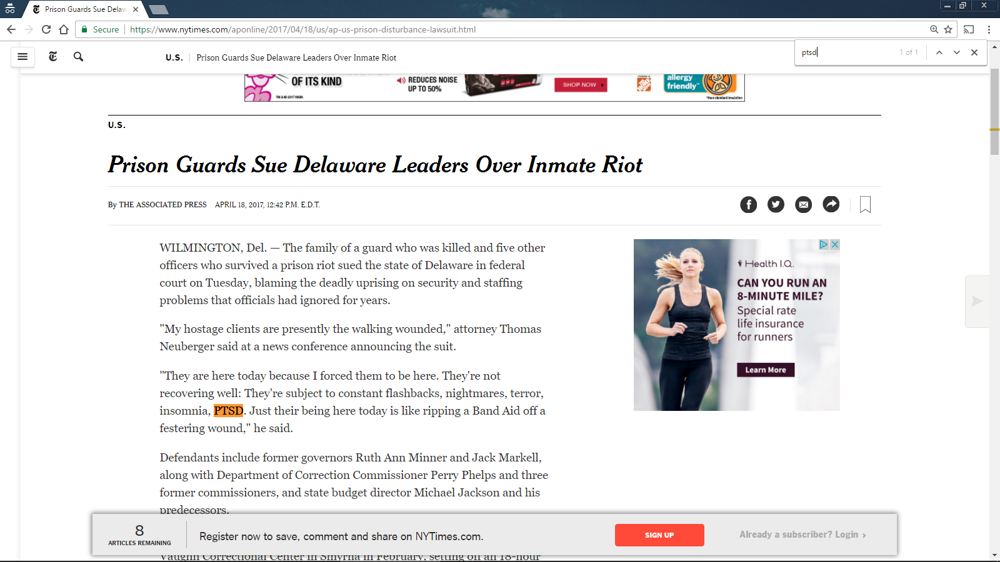 Prison Guards Sue Delaw
Secure https://www.nytimes.com/aponline/2017/04/18/us/ap-us-prison-disturbance-lawsuit.html
ptsd 1 of 1
U.S. Prison Guards Sue Delaware Leaders Over Inmate Riot
OF ITS KIND
TM & © 2017 MGM.
REDUCES NOISE
UP TO 50%
SHOP NOW
allergy
friendly™
*than standard insulation
U.S.
Prison Guards Sue Delaware Leaders Over Inmate Riot
By THE ASSOCIATED PRESS APRIL 18, 2017, 12:42 P.M. E.D.T.
WILMINGTON, Del. — The family of a guard who was killed and five other
officers who survived a prison riot sued the state of Delaware in federal
court on Tuesday, blaming the deadly uprising on security and staffing
problems that officials had ignored for years.
"My hostage clients are presently the walking wounded," attorney Thomas
Neuberger said at a news conference announcing the suit.
"They are here today because I forced them to be here. They're not
recovering well: They're subject to constant flashbacks, nightmares, terror,
insomnia, PTSD. Just their being here today is like ripping a Band Aid off a
festering wound," he said.
Defendants include former governors Ruth Ann Minner and Jack Markell,
along with Department of Correction Commissioner Perry Phelps and three
former commissioners, and state budget director Michael Jackson and his
predecessors.
Health I.Q.
CAN YOU RUN AN
8-MINUTE MILE?
Special rate
life insurance
for runners
Learn More
8
ARTICLES REMAINING
Register now to save, comment and share on NYTimes.com.
SIGN UP
Already a subscriber? Login ›
Vaughn Correctional Center in Smyrna in February, setting off an 18-hour